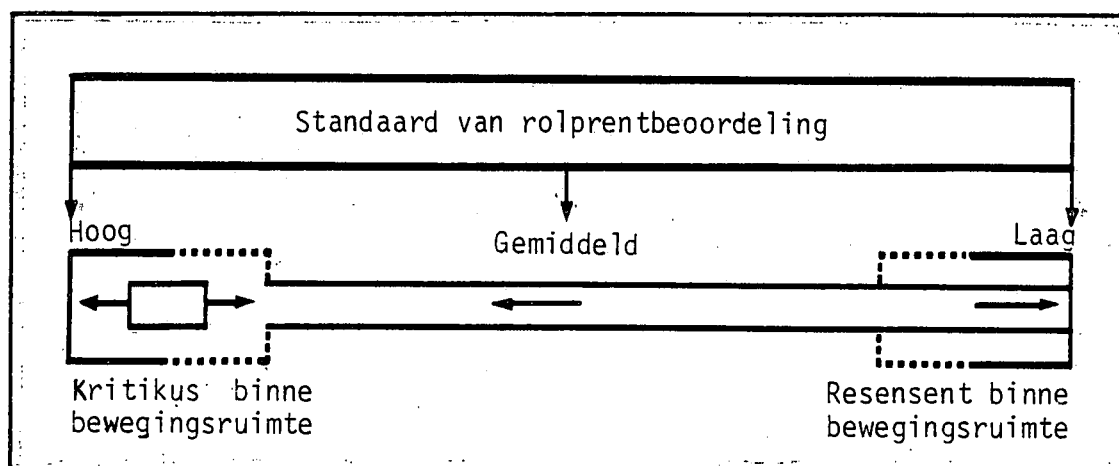 Standaard van rolprentbeoordeling
Hoog
Gemiddeld
Laag
Kritikus binne
bewegingsruimte
Resensent binne
bewegingsruimte